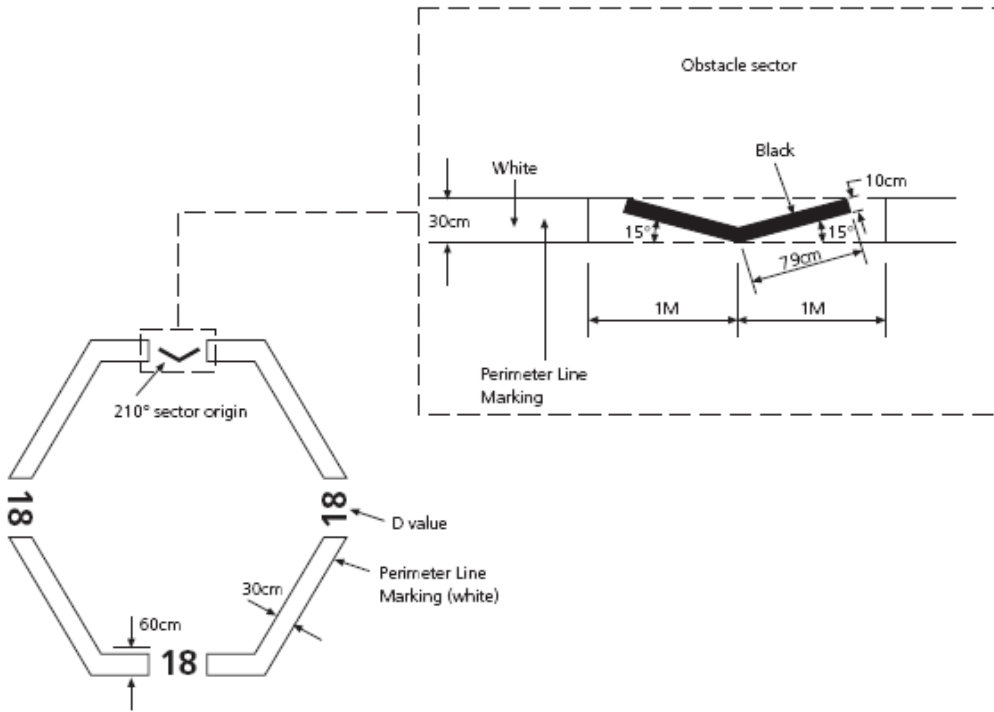 Obstacle sector
White
Black
10cm
30cm
15°
15°
79cm
1M
1M
Perimeter Line
Marking
210° sector origin
18
18
D value
30cm
Perimeter Line
Marking (white)
60cm
18